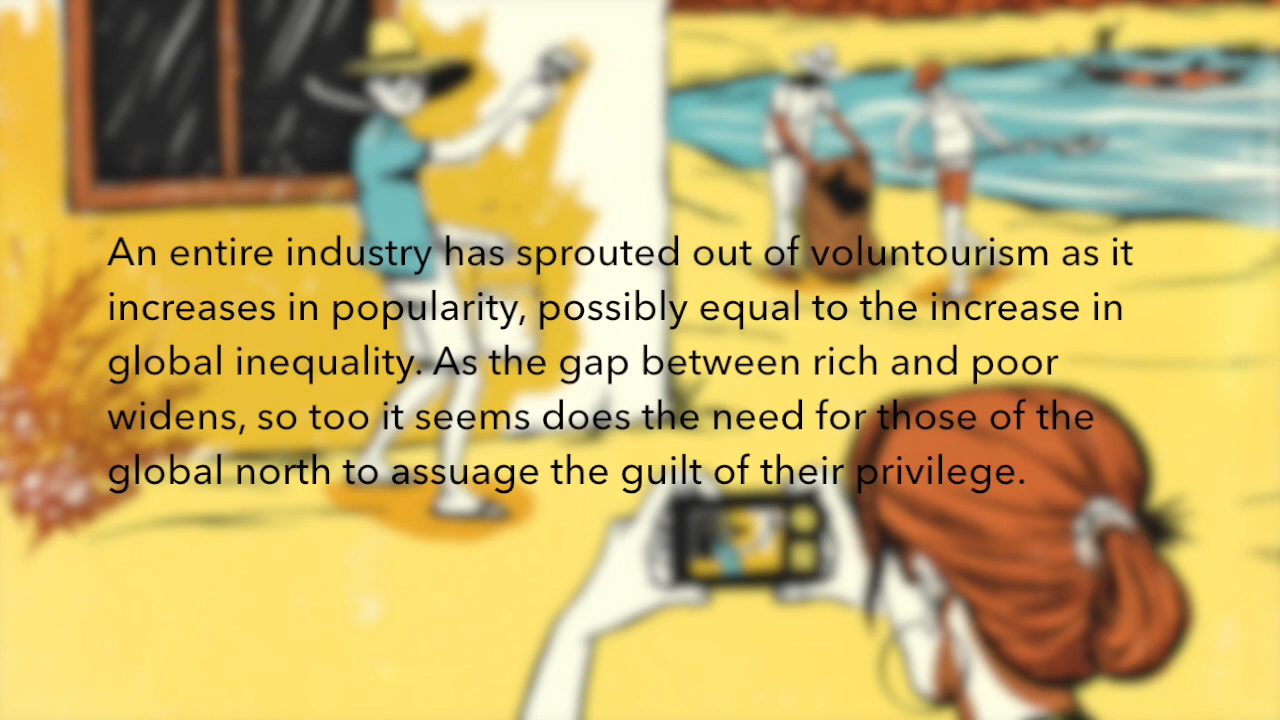 An entire industry has sprouted out of voluntourism as it
increases in popularity, possibly equal to the increase in
global inequality. As the gap between rich and poor
widens, so too it seems does the need for those of the
global north to assuage the guilt of their privilege.